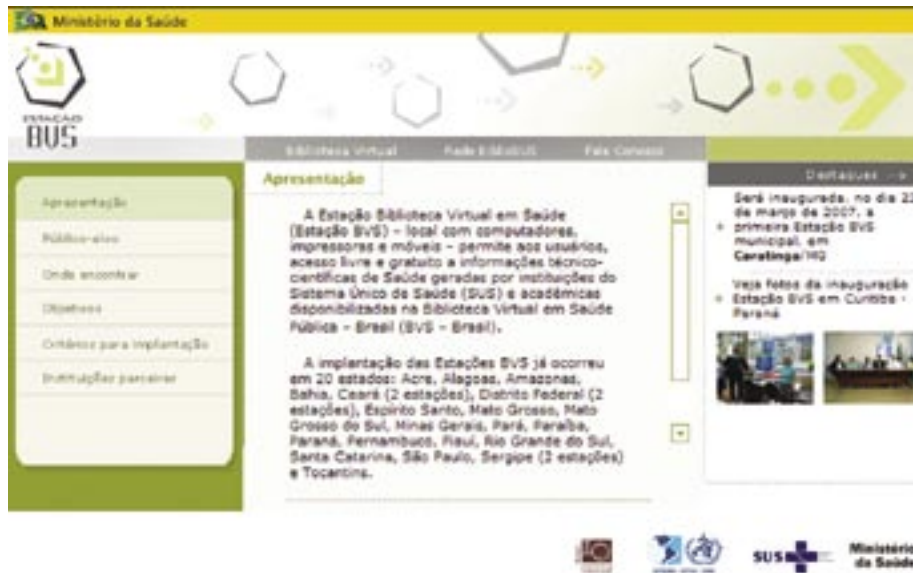 Ministério da Saúde
ESTAÇÃO
BVS
Biblioteca Virtual
Rede BiblioSUS
Fale Conosco
Apresentação
Público-alvo
Onde encontrar
Objetivos
Critérios para implantação
Instituições parceiras
Apresentação
A Estação Biblioteca Virtual em Saúde
(Estação BVS) – local com computadores,
impressoras e móveis – permite aos usuários,
acesso livre e gratuito a informações técnico-
científicas de Saúde geradas por instituições do
Sistema Único de Saúde (SUS) e acadêmicas
disponibilizadas na Biblioteca Virtual em Saúde
Pública – Brasil (BVS – Brasil).
A implantação das Estações BVS já ocorreu
em 20 estados: Acre, Alagoas, Amazonas,
Bahia, Ceará (2 estações), Distrito Federal (2
estações), Espírito Santo, Mato Grosso, Mato
Grosso do Sul, Minas Gerais, Pará, Paraíba,
Paraná, Pernambuco, Piauí, Rio Grande do Sul,
Santa Catarina, São Paulo, Sergipe (2 estações)
e Tocantins.
Destaques -->
Será inaugurada, no dia
de março de 2007, a
primeira Estação BVS
municipal, em
Caratinga/MG
Veja fotos da inauguração
Estação BVS em Curitiba -
Paraná
SUS
Ministério
da Saúde